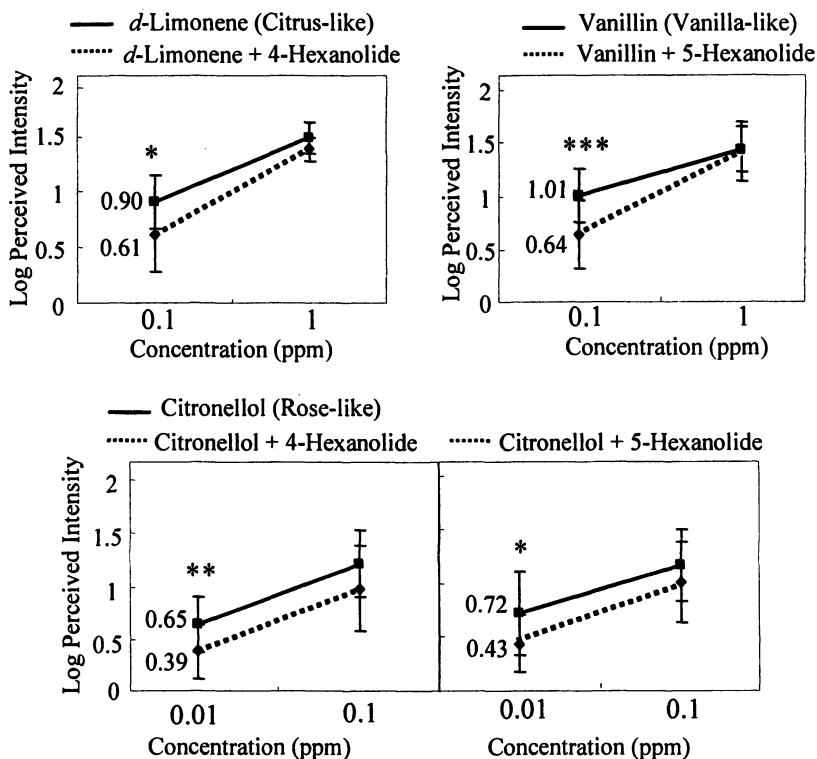 d-Limonene (Citrus-like)
d-Limonene + 4-Hexanolide
Log Perceived Intensity
2
1.5
1
0.5
0
*
0.90
0.61
0.1
1
Concentration (ppm)
Vanillin (Vanilla-like)
Vanillin + 5-Hexanolide
Log Perceived Intensity
2
1.5
1
0.5
0
***
1.01
0.64
0.1
1
Concentration (ppm)
Citronellol (Rose-like)
Citronellol + 4-Hexanolide
Citronellol + 5-Hexanolide
Log Perceived Intensity
2
1.5
1
0.5
0
**
0.65
0.39
0.01
0.1
Concentration (ppm)
*
0.72
0.43
0.01
0.1
Concentration (ppm)